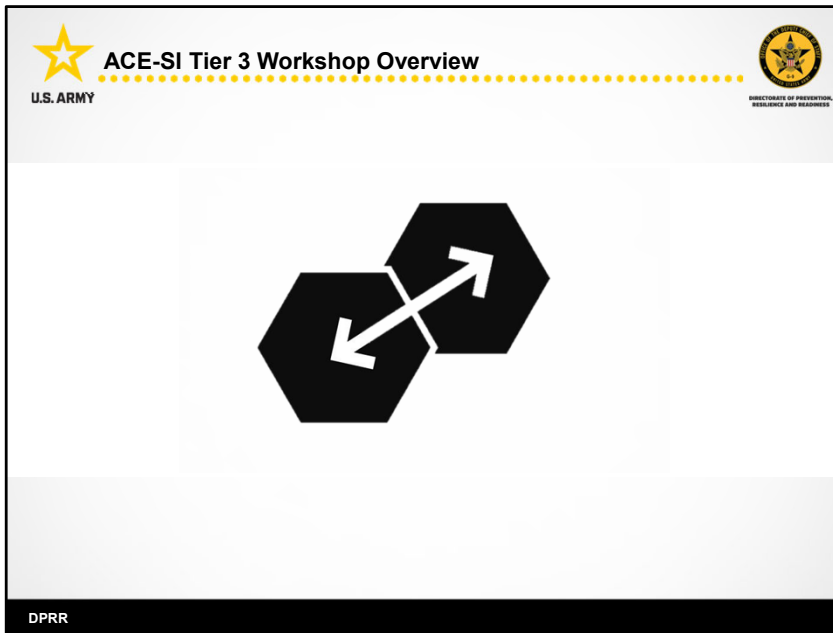 ACE-SI Tier 3 Workshop Overview
U.S. ARMY
DIRECTORATE OF PREVENTION,
RESILIENCE AND READINESS
DPRR